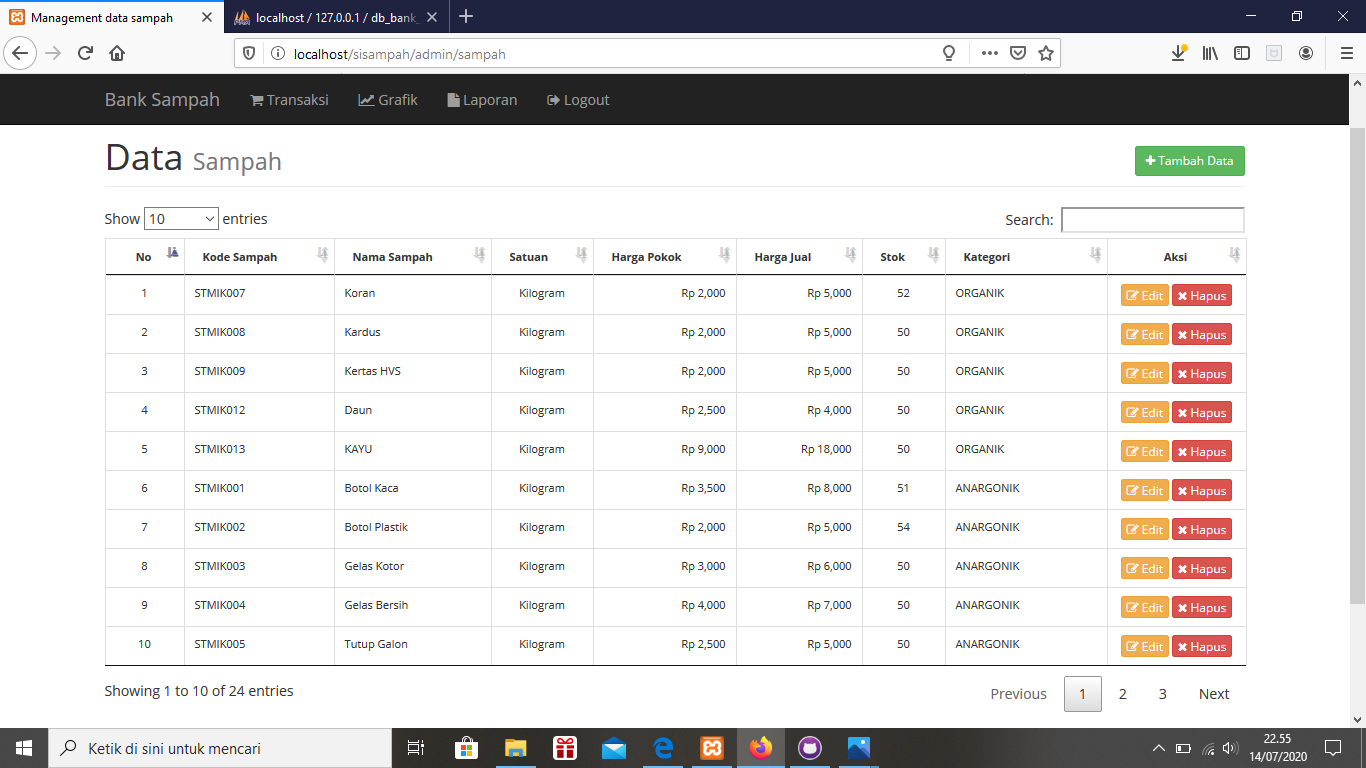 Management data sampah
localhost / 127.0.0.1 / db_bank_
localhost/sisampah/admin/sampah
Bank Sampah Transaksi Grafik Laporan Logout
Data Sampah
Tambah Data
Show 10 entries
Search:
No Kode Sampah Nama Sampah Satuan Harga Pokok Harga Jual Stok Kategori Aksi
1 STMIK007 Koran Kilogram Rp 2,000 Rp 5,000 52 ORGANIK Edit Hapus
2 STMIK008 Kardus Kilogram Rp 2,000 Rp 5,000 50 ORGANIK Edit Hapus
3 STMIK009 Kertas HVS Kilogram Rp 2,000 Rp 5,000 50 ORGANIK Edit Hapus
4 STMIK012 Daun Kilogram Rp 2,500 Rp 4,000 50 ORGANIK Edit Hapus
5 STMIK013 KAYU Kilogram Rp 9,000 Rp 18,000 50 ORGANIK Edit Hapus
6 STMIK001 Botol Kaca Kilogram Rp 3,500 Rp 8,000 51 ANARGONIK Edit Hapus
7 STMIK002 Botol Plastik Kilogram Rp 2,000 Rp 5,000 54 ANARGONIK Edit Hapus
8 STMIK003 Gelas Kotor Kilogram Rp 3,000 Rp 6,000 50 ANARGONIK Edit Hapus
9 STMIK004 Gelas Bersih Kilogram Rp 4,000 Rp 7,000 50 ANARGONIK Edit Hapus
10 STMIK005 Tutup Galon Kilogram Rp 2,500 Rp 5,000 50 ANARGONIK Edit Hapus
Showing 1 to 10 of 24 entries
Previous 1 2 3 Next
Ketik di sini untuk mencari
22.55
14/07/2020